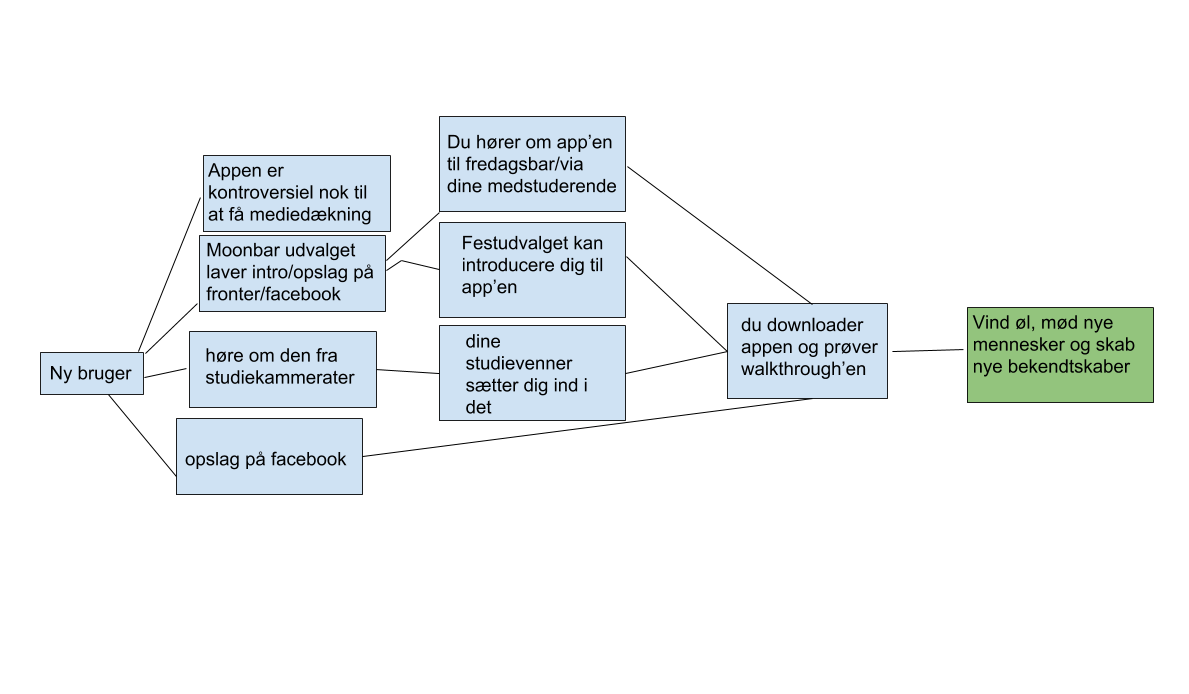 Ny bruger
Appen er
kontroversiel nok til
at få mediedækning
Moonbar udvalget
laver intro/opslag på
fronter/facebook
høre om den fra
studiekammerater
opslag på facebook
Du hører om app'en
til fredagsbar/via
dine medstuderende
Festudvalget kan
introducere dig til
app'en
dine
studievenner
sætter dig ind i
det
du downloader
appen og prøver
walkthrough'en
Vind øl, mød nye
mennesker og skab
nye bekendtskaber